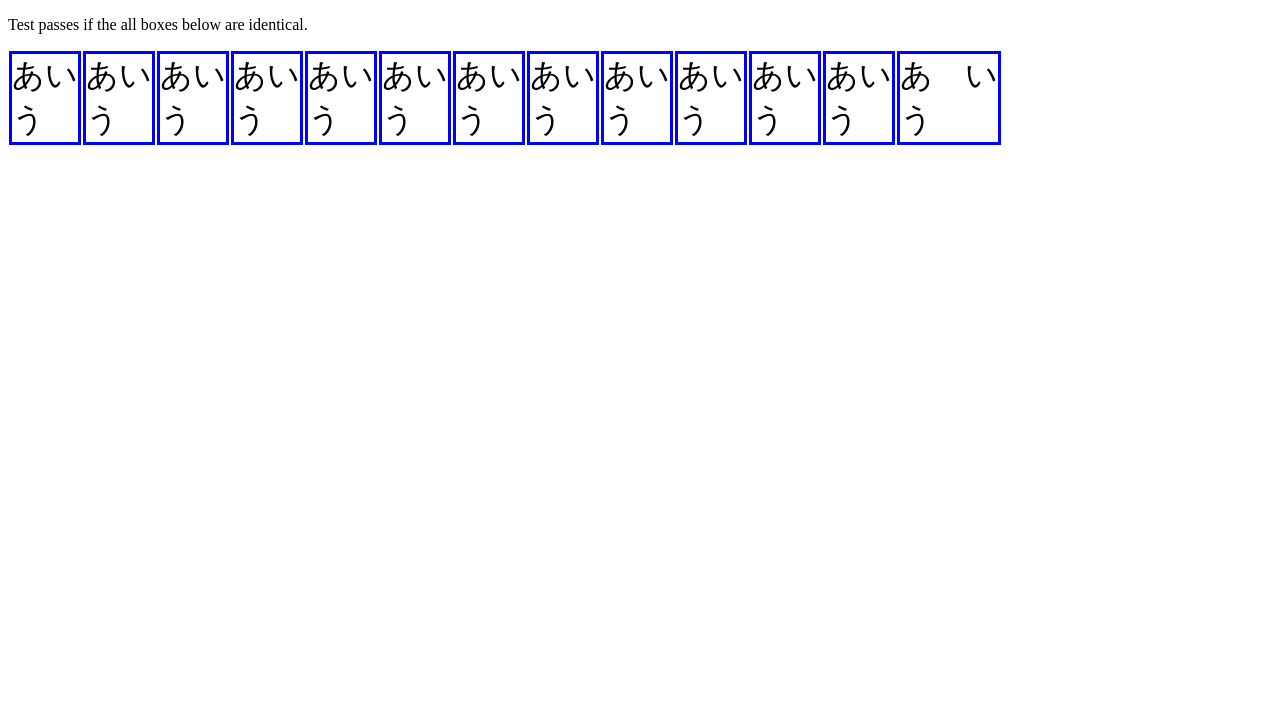 Test passes if the all boxes below are identical.
あい あい あい あい あい あい あい あい あい あい あい あい あ　い
う う う う う う う う う う う う う